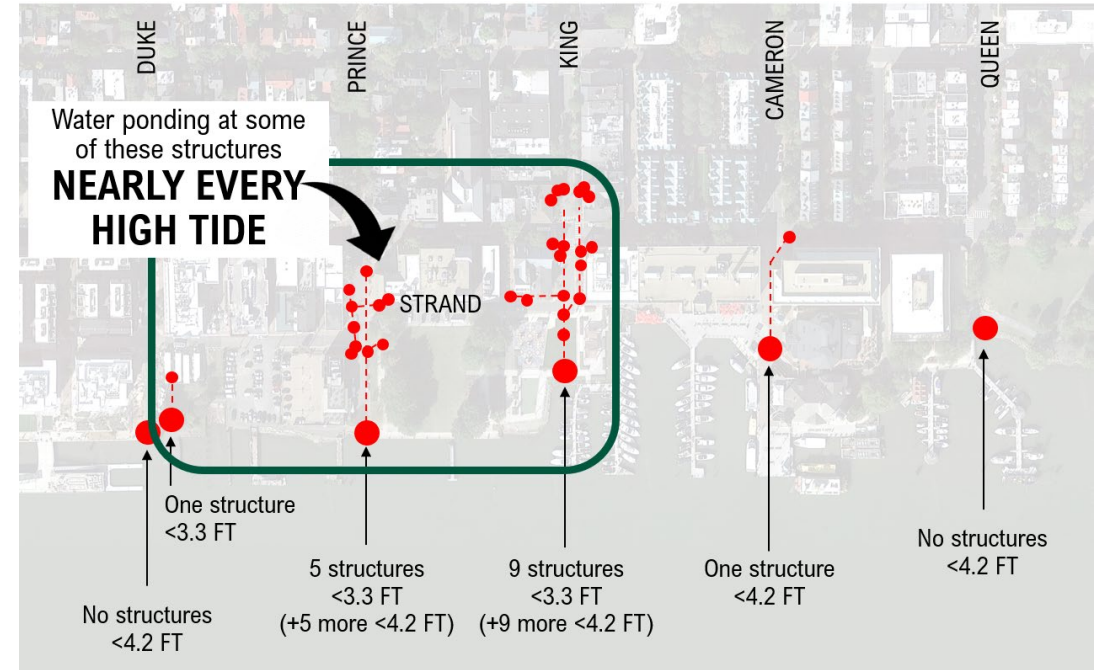 DUKE
PRINCE
KING
CAMERON
QUEEN
Water ponding at some
of these structures
NEARLY EVERY
HIGH TIDE
STRAND
One structure
<3.3 FT
No structures
<4.2 FT
5 structures
<3.3 FT
(+5 more <4.2 FT)
9 structures
<3.3 FT
(+9 more <4.2 FT)
One structure
<4.2 FT
No structures
<4.2 FT